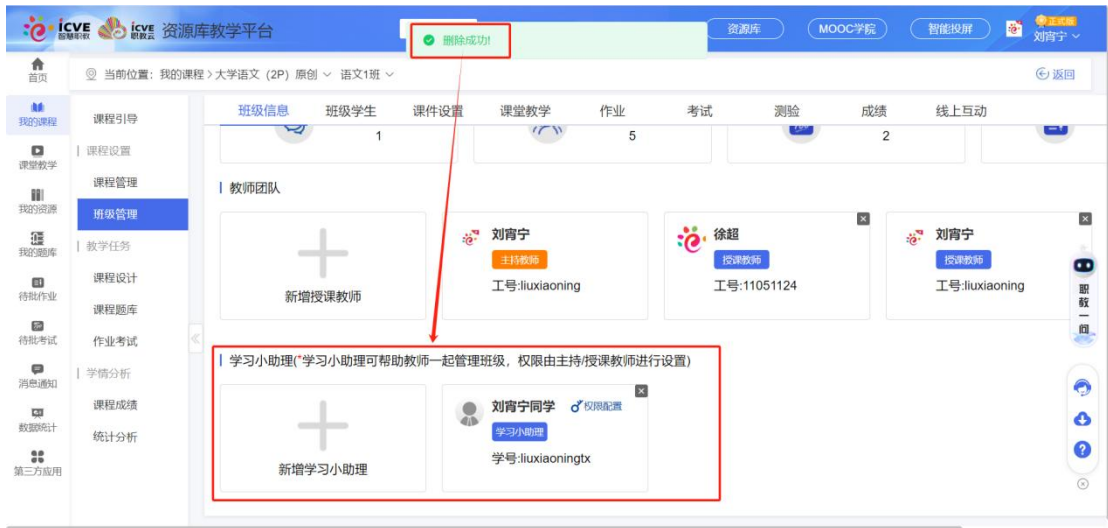 icve 智慧职教 icve 职教云 资源库教学平台
删除成功!
资源库 MOOC学院 智能投屏 正式版 刘宵宁
首页 当前位置: 我的课程 > 大学语文 (2P) 原创 语文1班 返回
我的课程
课堂教学
我的资源
我的题库
待批作业
待批考试
消息通知
数据统计
第三方应用
课程引导
课程设置
课程管理
班级管理
教学任务
课程设计
课程题库
作业考试
学情分析
课程成绩
统计分析
班级信息 班级学生 课件设置 课堂教学 作业 考试 测验 成绩 线上互动
1 5 2
教师团队
新增授课教师
刘宵宁
主持教师
工号:liuxiaoning
徐超
授课教师
工号:11051124
刘宵宁
授课教师
工号:liuxiaoning
学习小助理(*学习小助理可帮助教师一起管理班级，权限由主持/授课教师进行设置)
新增学习小助理
刘宵宁同学 权限配置
学习小助理
学号:liuxiaoningtx
职教一问